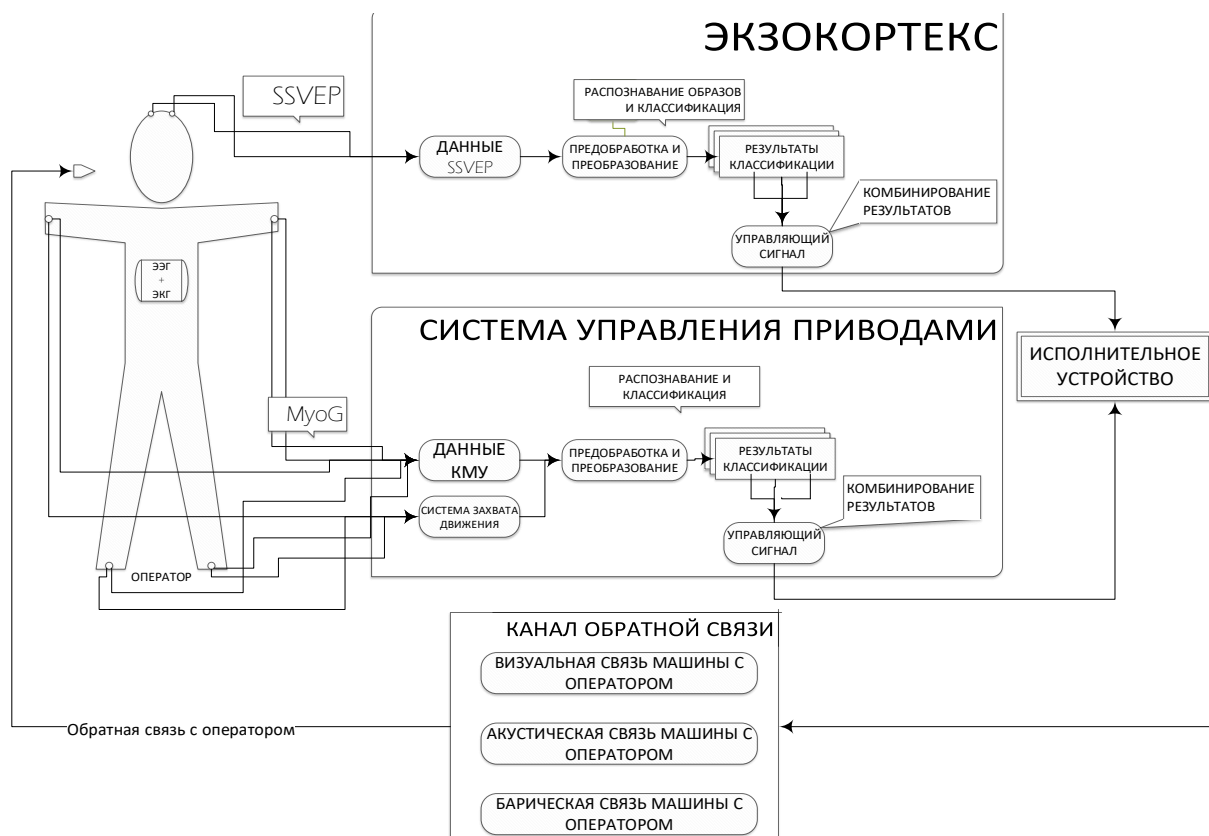 ЭКЗОКОРТЕКС
SSVEP
РАСПОЗНАВАНИЕ ОБРАЗОВ
И КЛАССИФИКАЦИЯ
ДАННЫЕ
SSVEP
ПРЕДОБРАБОТКА И
ПРЕОБРАЗОВАНИЕ
РЕЗУЛЬТАТЫ
КЛАССИФИКАЦИИ
КОМБИНИРОВАНИЕ
РЕЗУЛЬТАТОВ
УПРАВЛЯЮЩИЙ
СИГНАЛ
ЭЭГ
+
ЭКГ
СИСТЕМА УПРАВЛЕНИЯ ПРИВОДАМИ
ИСПОЛНИТЕЛЬНОЕ
УСТРОЙСТВО
РАСПОЗНАВАНИЕ И
КЛАССИФИКАЦИЯ
MyoG
ДАННЫЕ
КМУ
ПРЕДОБРАБОТКА И
ПРЕОБРАЗОВАНИЕ
РЕЗУЛЬТАТЫ
КЛАССИФИКАЦИИ
КОМБИНИРОВАНИЕ
РЕЗУЛЬТАТОВ
СИСТЕМА ЗАХВАТА
ДВИЖЕНИЯ
УПРАВЛЯЮЩИЙ
СИГНАЛ
ОПЕРАТОР
КАНАЛ ОБРАТНОЙ СВЯЗИ
ВИЗУАЛЬНАЯ СВЯЗЬ МАШИНЫ С
ОПЕРАТОРОМ
Обратная связь с оператором
АКУСТИЧЕСКАЯ СВЯЗЬ МАШИНЫ С
ОПЕРАТОРОМ
БАРИЧЕСКАЯ СВЯЗЬ МАШИНЫ С
ОПЕРАТОРОМ